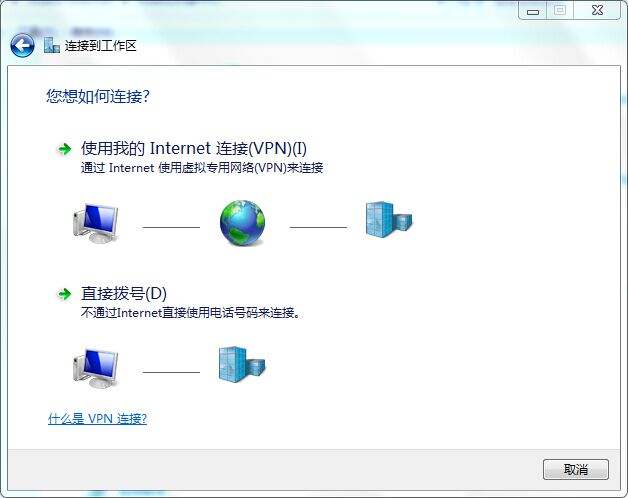 连接到工作区
您想如何连接?
使用我的 Internet 连接(VPN)(I)
通过 Internet 使用虚拟专用网络(VPN)来连接
直接拨号(D)
不通过Internet直接使用电话号码来连接。
什么是 VPN 连接?
取消